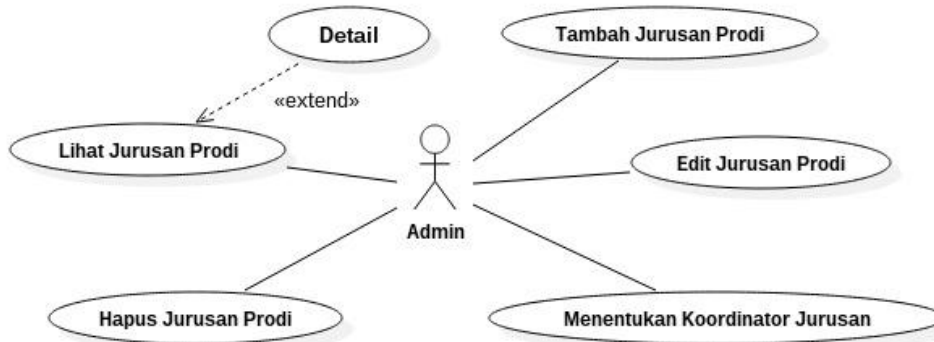 Detail
Tambah Jurusan Prodi
«extend»
Lihat Jurusan Prodi
Edit Jurusan Prodi
Admin
Hapus Jurusan Prodi
Menentukan Koordinator Jurusan